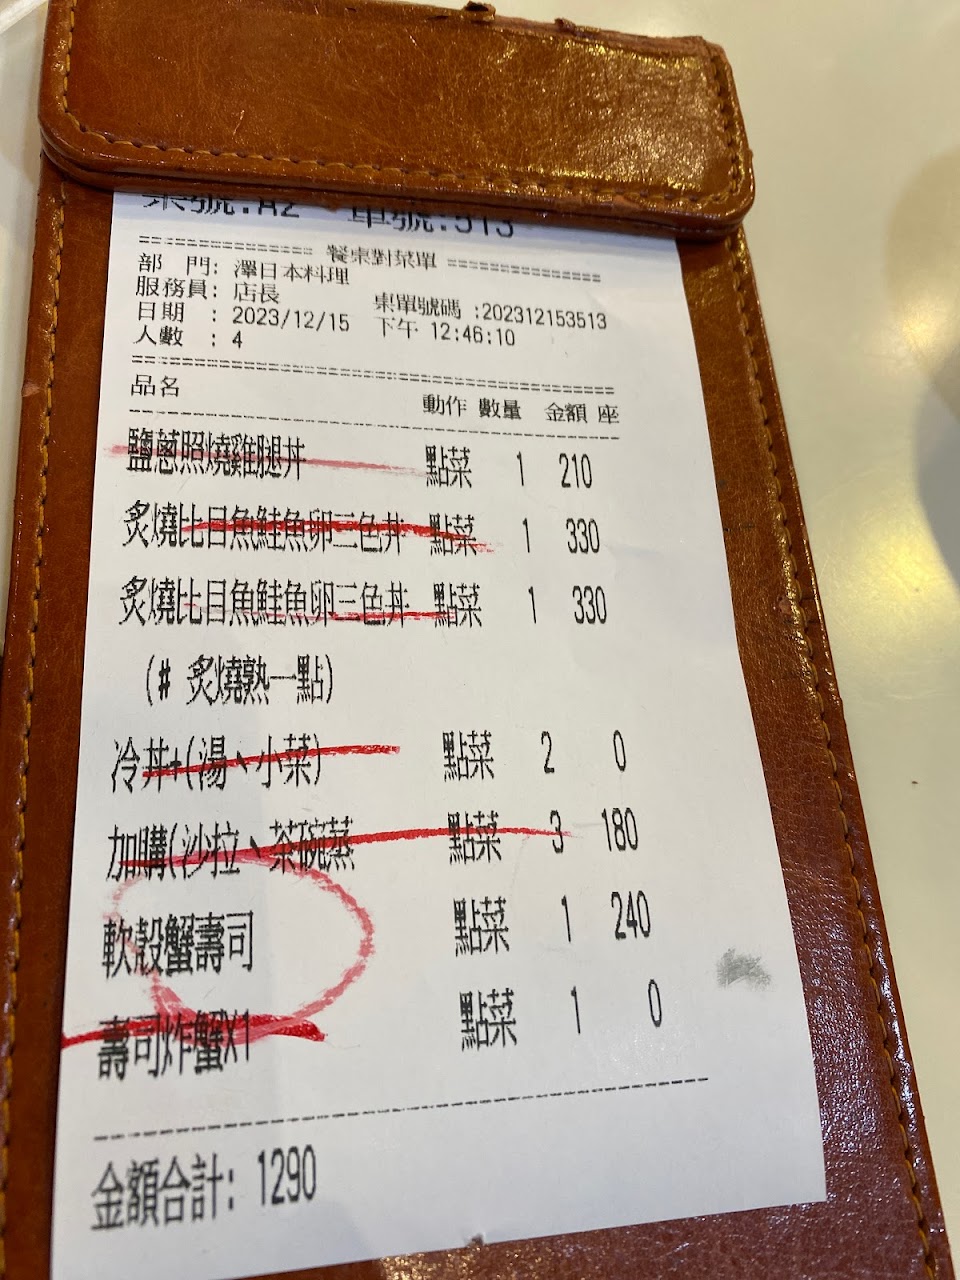 桌號:A2 單號:513
=============== 餐桌對菜單 ===============
部　門: 澤日本料理
服務員: 店長 桌單號碼 :202312153513
日期 : 2023/12/15 下午 12:46:10
人數 : 4
品名 動作 數量 金額 座
鹽蔥照燒雞腿丼 點菜 1 210
炙燒比目魚鮭魚卵三色丼 點菜 1 330
炙燒比目魚鮭魚卵三色丼 點菜 1 330
(# 炙燒熟一點)
冷丼+(湯、小菜) 點菜 2 0
加購(沙拉、茶碗蒸 點菜 3 180
軟殼蟹壽司 點菜 1 240
壽司炸蟹X1 點菜 1 0
金額合計: 1290